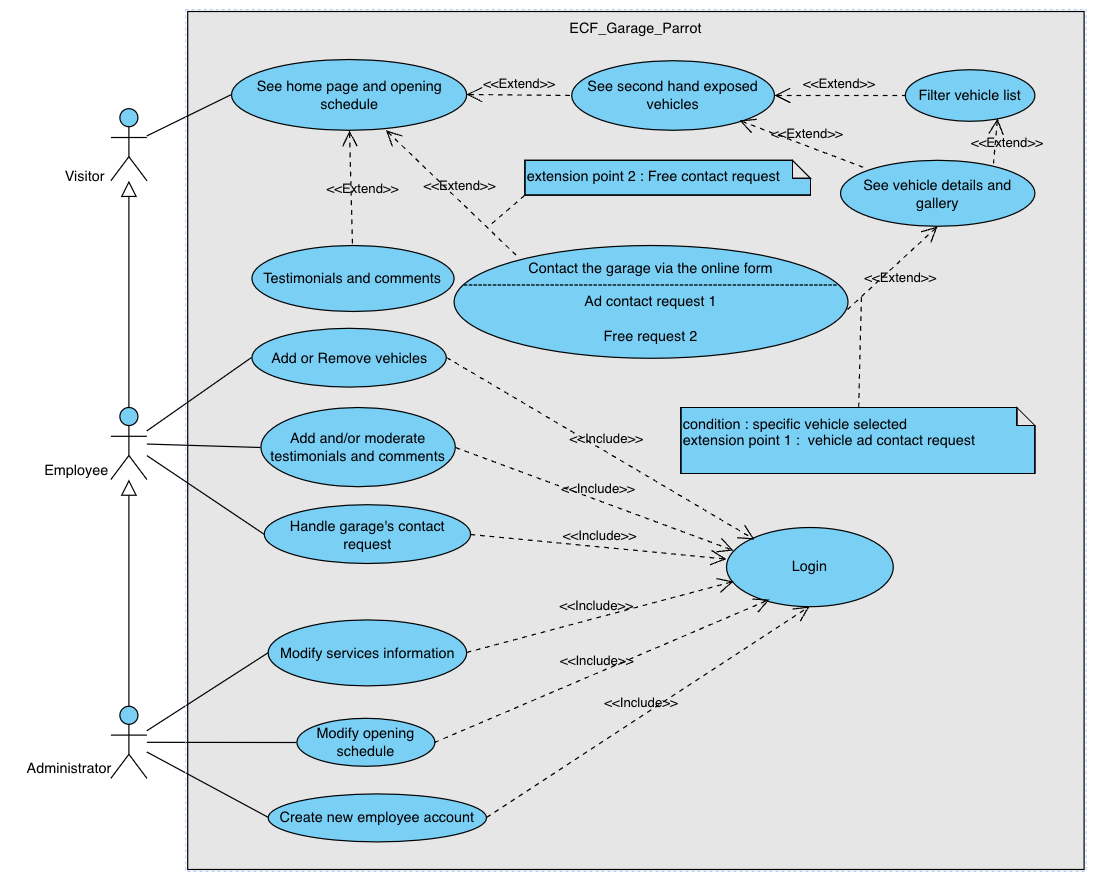 ECF_Garage_Parrot
See home page and opening
schedule
<<Extend>>
See second hand exposed
vehicles
<<Extend>>
Filter vehicle list
<<Extend>>
<<Extend>>
Visitor
<<Extend>>
<<Extend>>
extension point 2 : Free contact request
See vehicle details and
gallery
Testimonials and comments
Contact the garage via the online form
Ad contact request 1
Free request 2
<<Extend>>
Add or Remove vehicles
condition : specific vehicle selected
extension point 1 :  vehicle ad contact request
Employee
Add and/or moderate
testimonials and comments
<<Include>>
<<Include>>
Handle garage's contact
request
<<Include>>
Login
<<Include>>
Modify services information
<<Include>>
<<Include>>
Administrator
Modify opening
schedule
Create new employee account